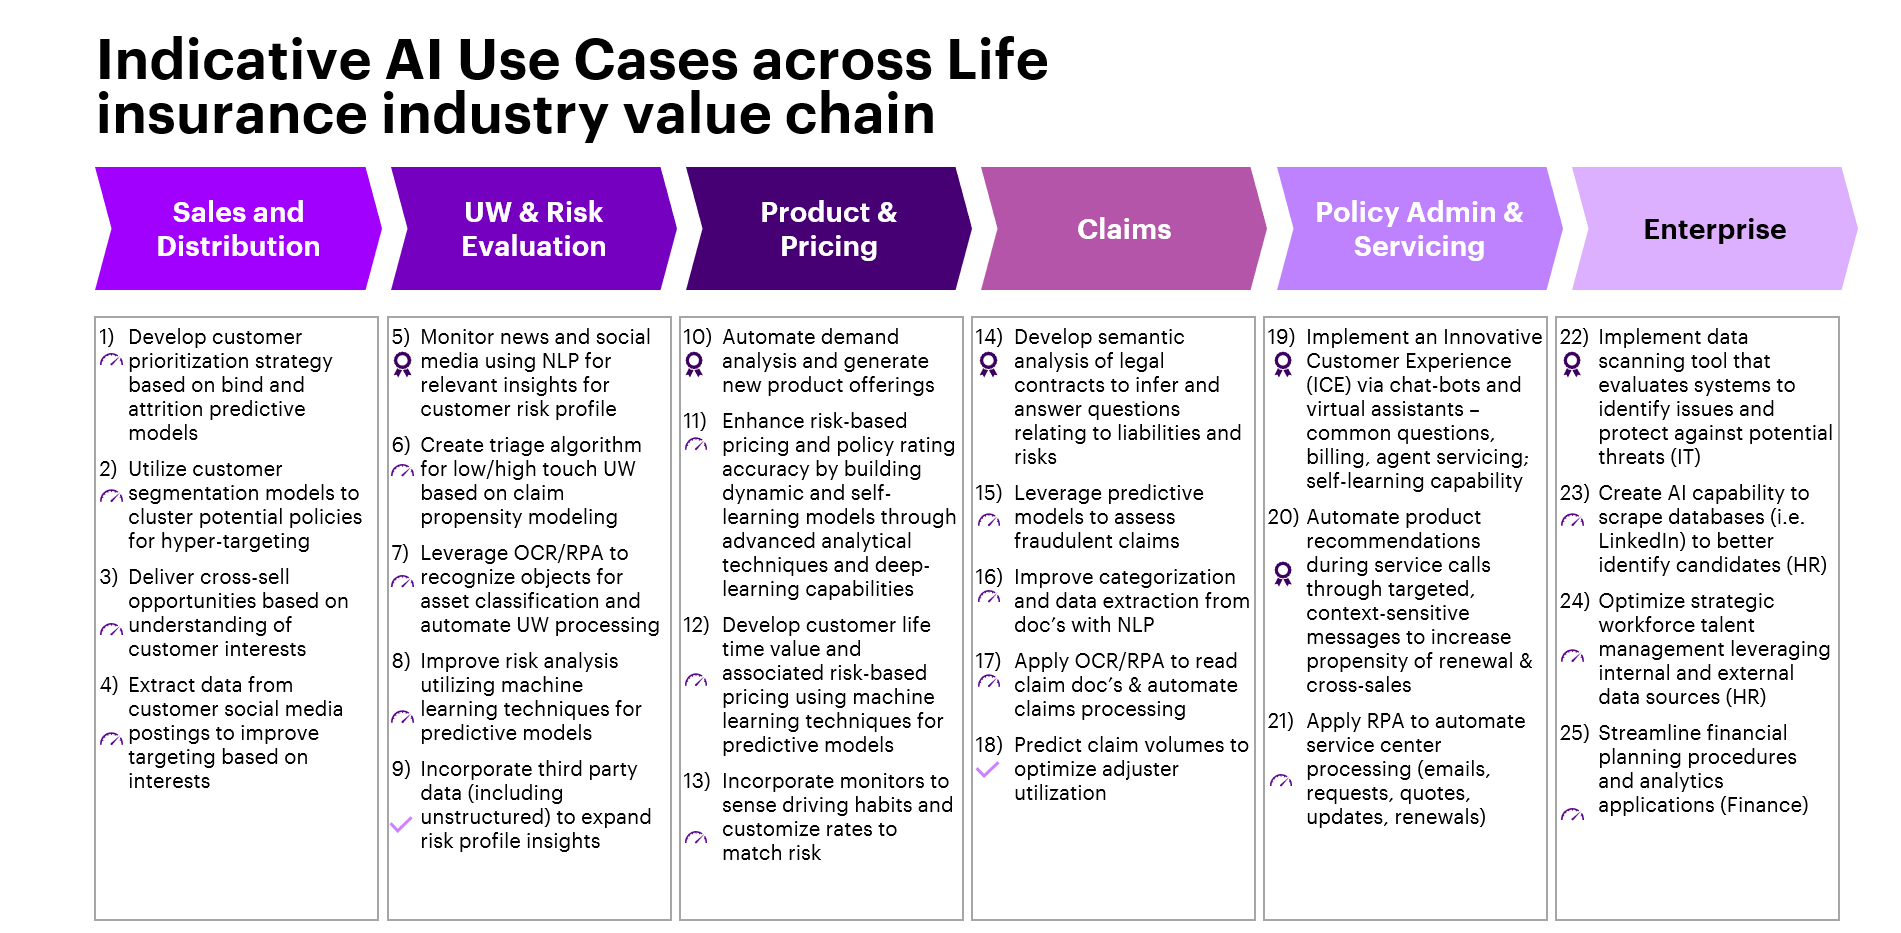 Indicative AI Use Cases across Life
insurance industry value chain
Sales and
Distribution
UW & Risk
Evaluation
Product &
Pricing
Claims
Policy Admin &
Servicing
Enterprise
1) Develop customer
prioritization strategy
based on bind and
attrition predictive
models
2) Utilize customer
segmentation models to
cluster potential policies
for hyper-targeting
3) Deliver cross-sell
opportunities based on
understanding of
customer interests
4) Extract data from
customer social media
postings to improve
targeting based on
interests
5) Monitor news and social
media using NLP for
relevant insights for
customer risk profile
6) Create triage algorithm
for low/high touch UW
based on claim
propensity modeling
7) Leverage OCR/RPA to
recognize objects for
asset classification and
automate UW processing
8) Improve risk analysis
utilizing machine
learning techniques for
predictive models
9) Incorporate third party
data (including
unstructured) to expand
risk profile insights
10) Automate demand
analysis and generate
new product offerings
11) Enhance risk-based
pricing and policy rating
accuracy by building
dynamic and self-
learning models through
advanced analytical
techniques and deep-
learning capabilities
12) Develop customer life
time value and
associated risk-based
pricing using machine
learning techniques for
predictive models
13) Incorporate monitors to
sense driving habits and
customize rates to
match risk
14) Develop semantic
analysis of legal
contracts to infer and
answer questions
relating to liabilities and
risks
15) Leverage predictive
models to assess
fraudulent claims
16) Improve categorization
and data extraction from
doc’s with NLP
17) Apply OCR/RPA to read
claim doc’s & automate
claims processing
18) Predict claim volumes to
optimize adjuster
utilization
19) Implement an Innovative
Customer Experience
(ICE) via chat-bots and
virtual assistants –
common questions,
billing, agent servicing;
self-learning capability
20) Automate product
recommendations
during service calls
through targeted,
context-sensitive
messages to increase
propensity of renewal &
cross-sales
21) Apply RPA to automate
service center
processing (emails,
requests, quotes,
updates, renewals)
22) Implement data
scanning tool that
evaluates systems to
identify issues and
protect against potential
threats (IT)
23) Create AI capability to
scrape databases (i.e.
LinkedIn) to better
identify candidates (HR)
24) Optimize strategic
workforce talent
management leveraging
internal and external
data sources (HR)
25) Streamline financial
planning procedures
and analytics
applications (Finance)